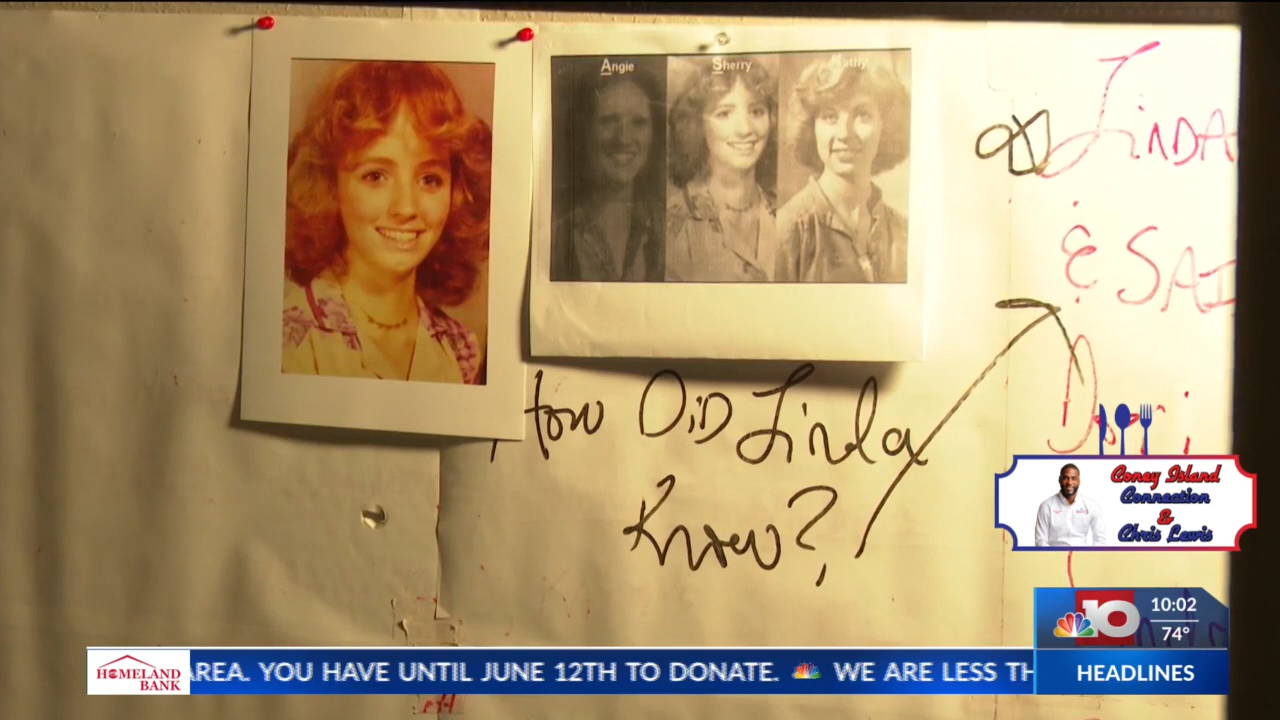 Angie Sherry Kathy
LINDA
& SAI
How DiD Linda
Know?
Coney Island
Connection
&
Chris Lewis
10
10:02
74°
HOMELAND
BANK
AREA. YOU HAVE UNTIL JUNE 12TH TO DONATE. WE ARE LESS TH
HEADLINES